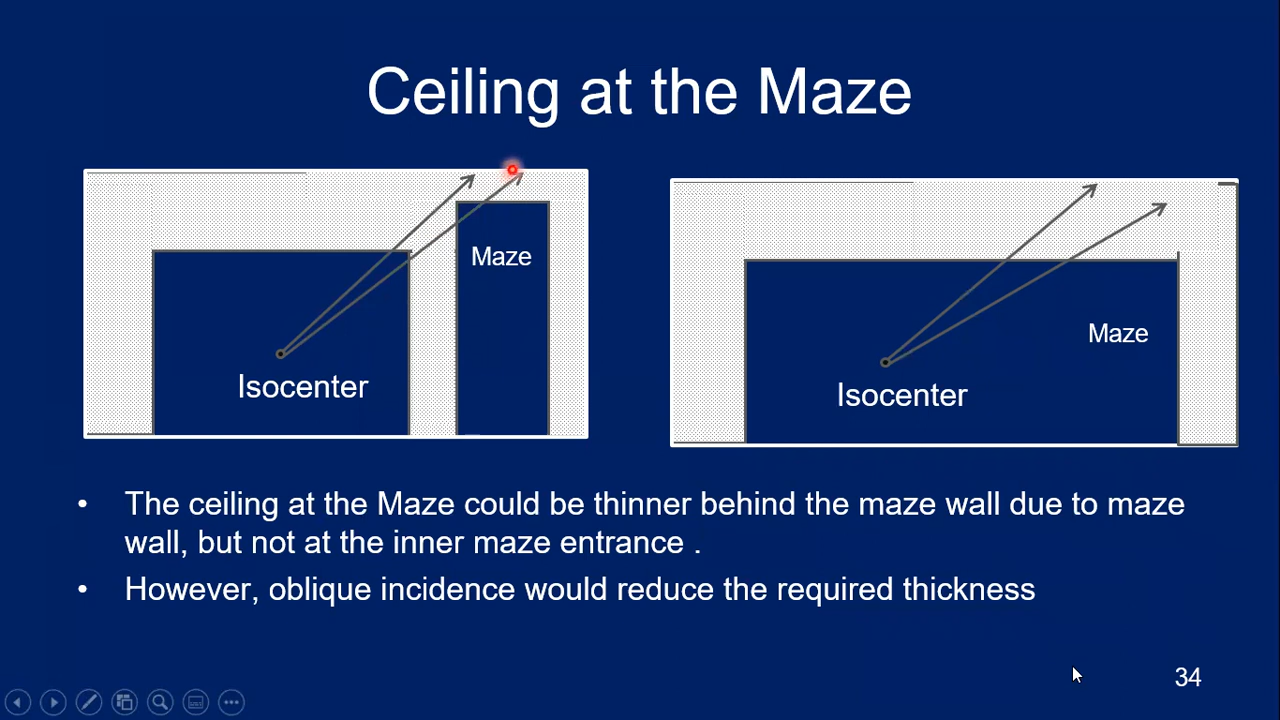 Ceiling at the Maze
Maze
Isocenter
Maze
Isocenter
• The ceiling at the Maze could be thinner behind the maze wall due to maze
wall, but not at the inner maze entrance .
• However, oblique incidence would reduce the required thickness
34